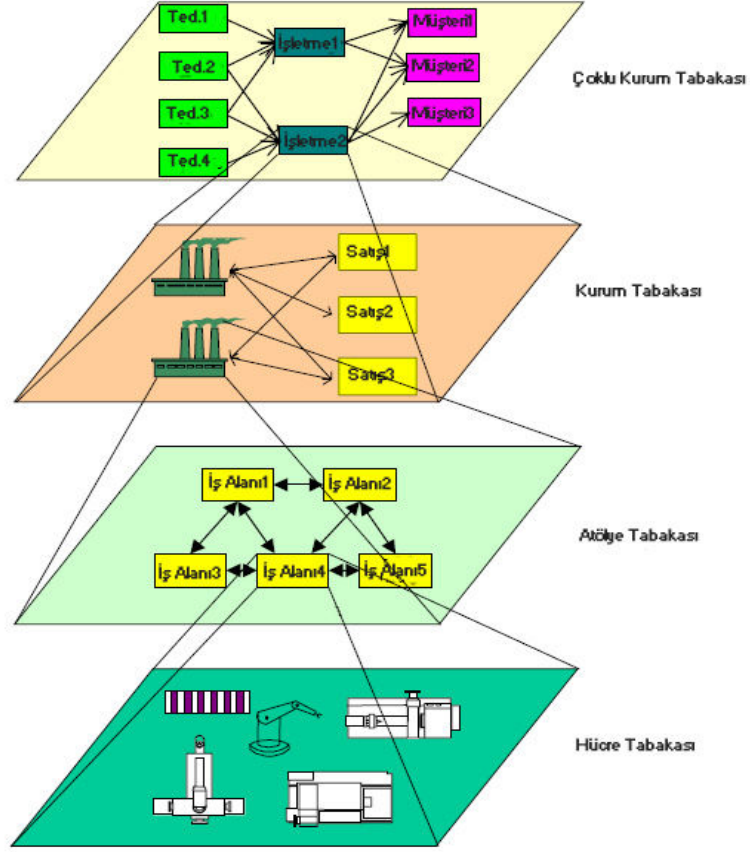 Ted.1
Ted.2
Ted.3
Ted.4
İşletme1
İşletme2
Müşteri1
Müşteri2
Müşteri3
Çoklu Kurum Tabakası
Satış1
Satış2
Satış3
Kurum Tabakası
İş Alanı1
İş Alanı2
İş Alanı3
İş Alanı4
İş Alanı5
Atölye Tabakası
Hücre Tabakası